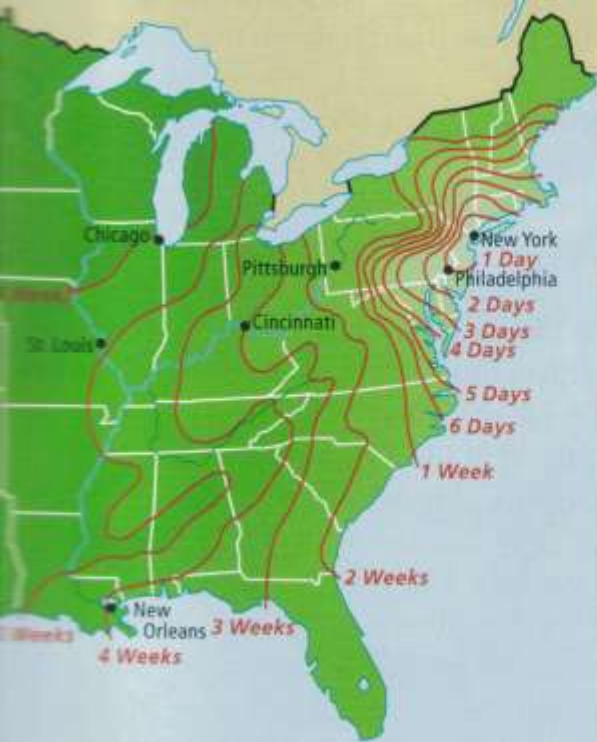 Chicago
New York
1 Day
Pittsburgh
Philadelphia
2 Days
Cincinnati
3 Days
St. Louis
4 Days
5 Days
6 Days
1 Week
2 Weeks
New
Orleans
3 Weeks
Weeks
4 Weeks